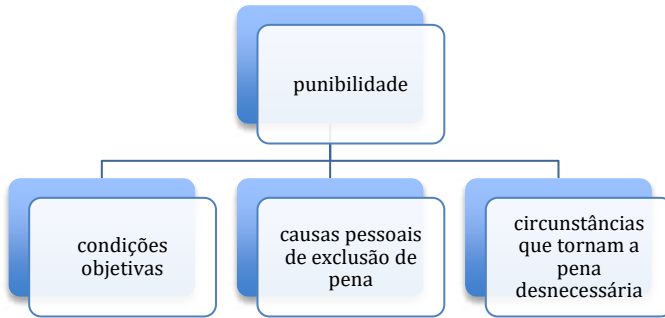 punibilidade
condições
objetivas
causas pessoais
de exclusão de
pena
circunstâncias
que tornam a
pena
desnecessária